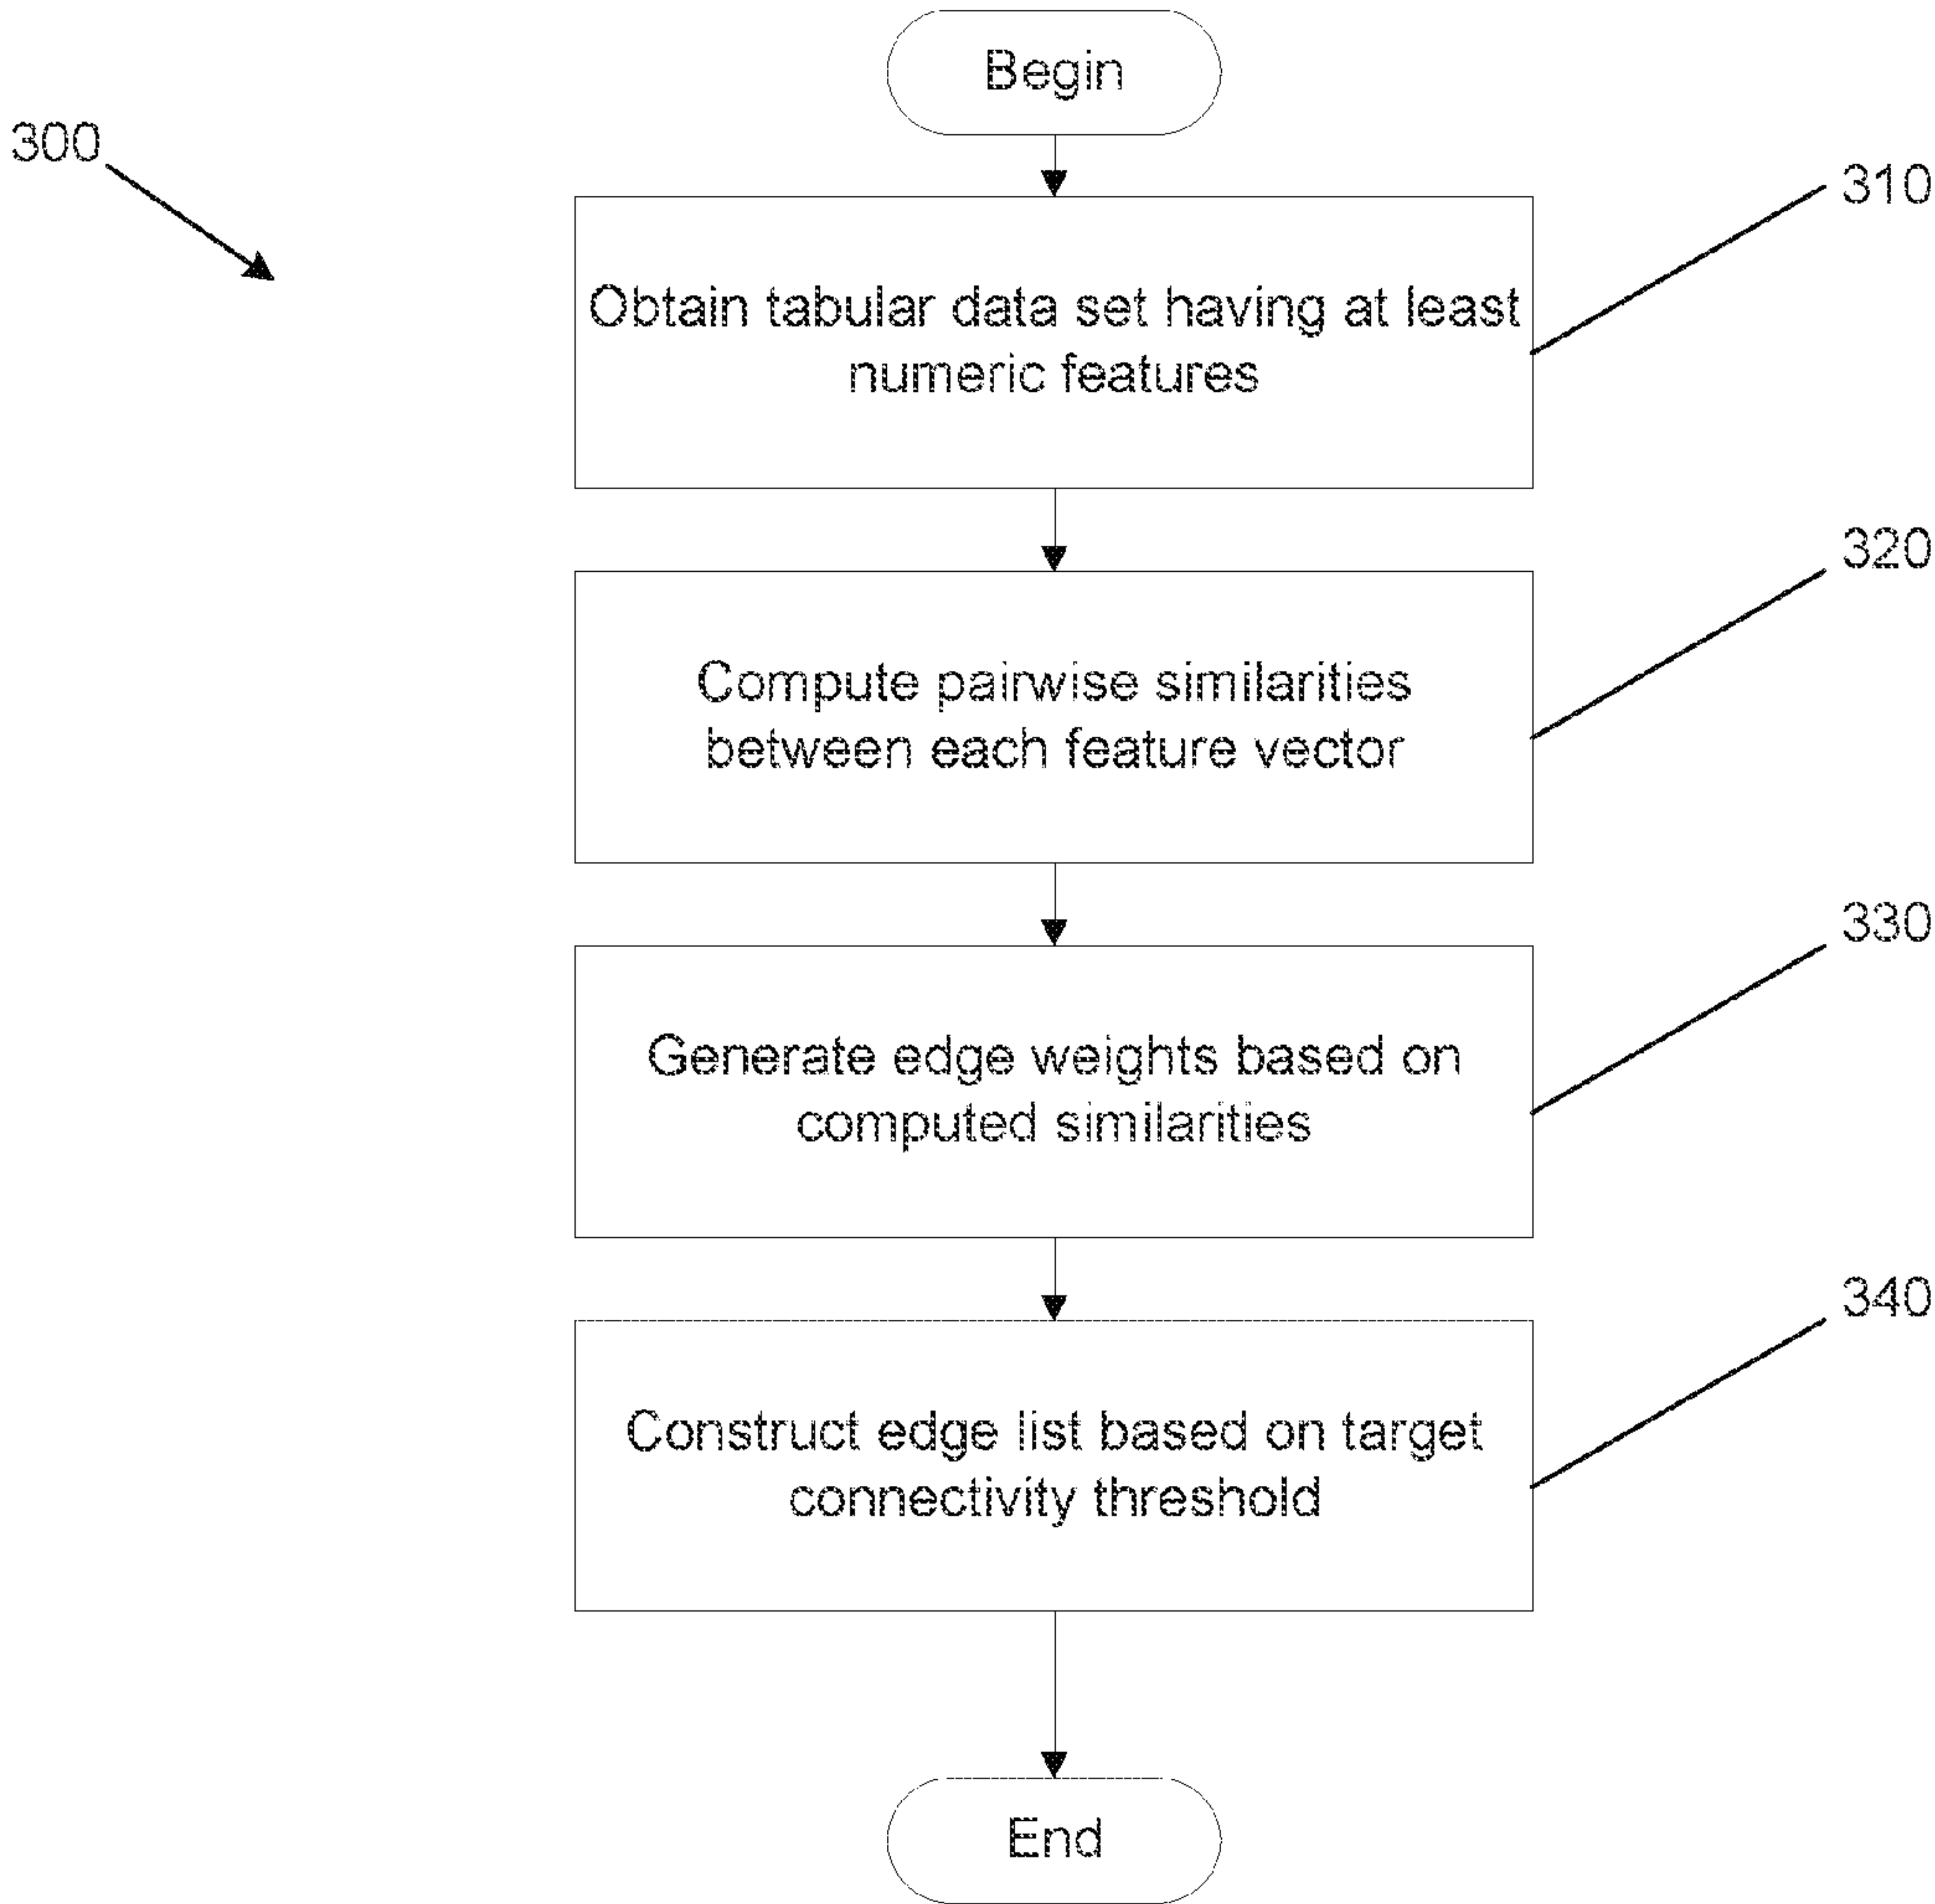 Begin
300
310
Obtain tabular data set having at least
numeric features
320
Compute pairwise similarities
between each feature vector
330
Generate edge weights based on
computed similarities
340
Construct edge list based on target
connectivity threshold
End